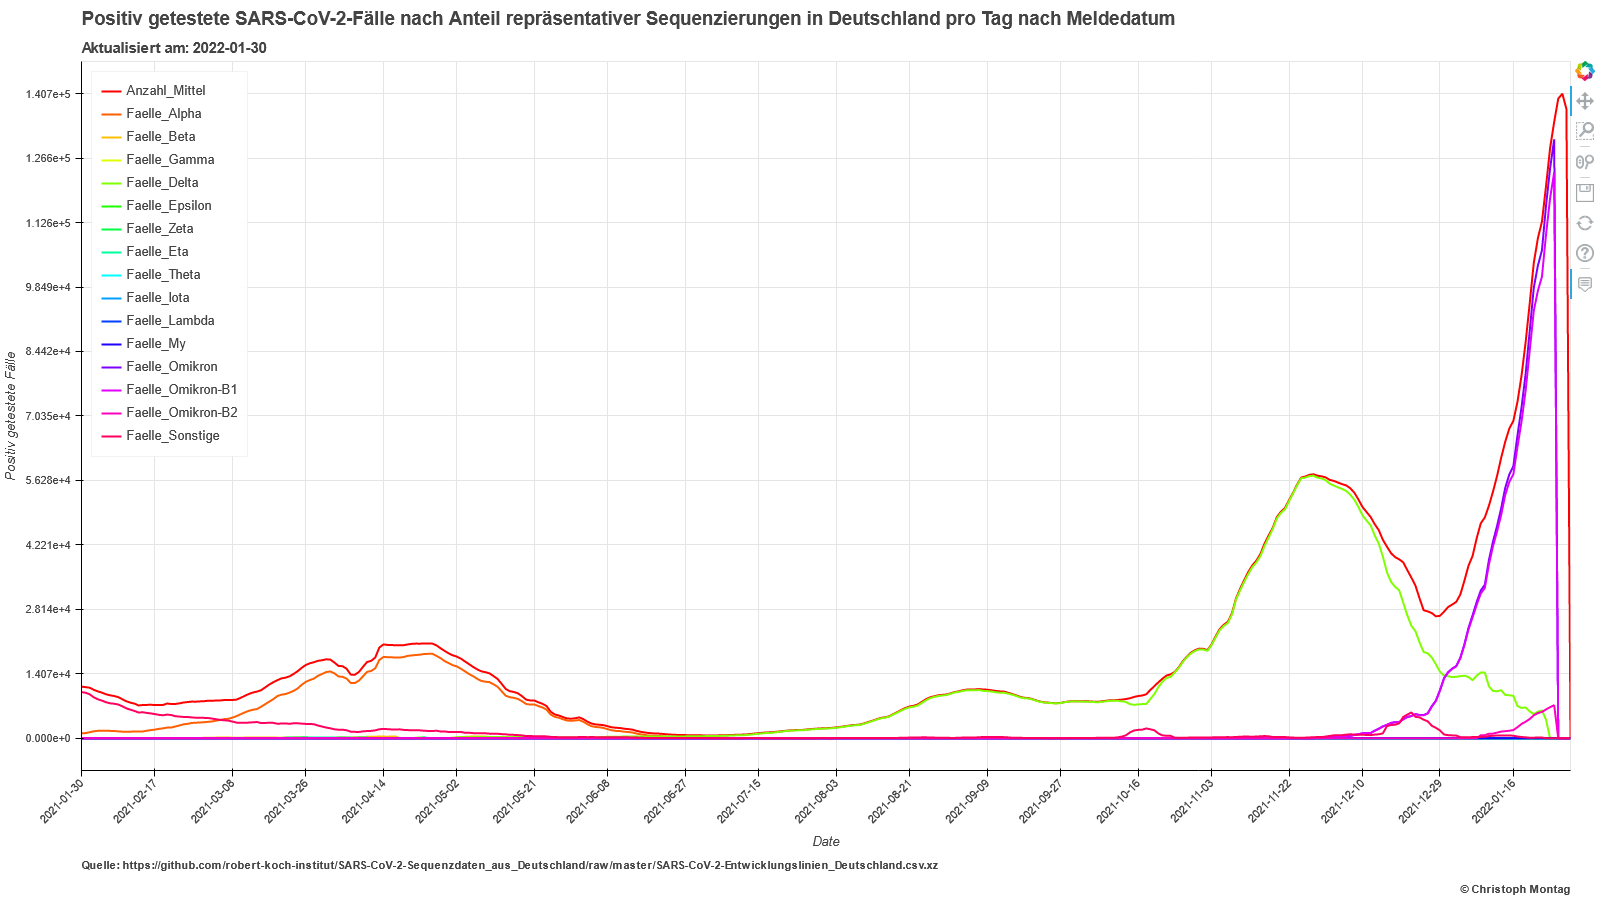 Positiv getestete SARS-CoV-2-Fälle nach Anteil repräsentativer Sequenzierungen in Deutschland pro Tag nach Meldedatum
Aktualisiert am: 2022-01-30
Anzahl_Mittel
Faelle_Alpha
Faelle_Beta
Faelle_Gamma
Faelle_Delta
Faelle_Epsilon
Faelle_Zeta
Faelle_Eta
Faelle_Theta
Faelle_Iota
Faelle_Lambda
Faelle_My
Faelle_Omikron
Faelle_Omikron-B1
Faelle_Omikron-B2
Faelle_Sonstige
Positiv getestete Fälle
1.407e+5
1.266e+5
1.126e+5
9.849e+4
8.442e+4
7.035e+4
5.628e+4
4.221e+4
2.814e+4
1.407e+4
0.000e+0
2021-01-30
2021-02-17
2021-03-08
2021-03-26
2021-04-14
2021-05-02
2021-05-21
2021-06-08
2021-06-27
2021-07-15
2021-08-03
2021-08-21
2021-09-09
2021-09-27
2021-10-16
2021-11-03
2021-11-22
2021-12-10
2021-12-29
2022-01-16
Date
Quelle: https://github.com/robert-koch-institut/SARS-CoV-2-Sequenzdaten_aus_Deutschland/raw/master/SARS-CoV-2-Entwicklungslinien_Deutschland.csv.xz
© Christoph Montag